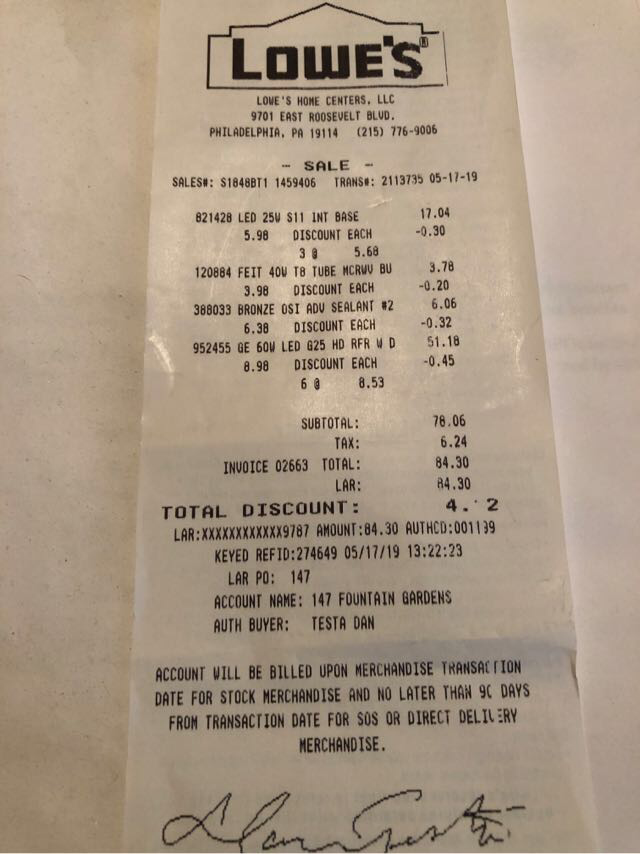 LOWE'S®
LOWE'S HOME CENTERS, LLC
9701 EAST ROOSEVELT BLVD.
PHILADELPHIA, PA 19114 (215) 776-9006
- SALE -
SALES#: S1848BT1 1459406 TRANS#: 2113735 05-17-19
821428 LED 25W S11 INT BASE 17.04
5.98 DISCOUNT EACH -0.30
3 @ 5.68
120884 FEIT 40W T8 TUBE MCRWV BU 3.78
3.98 DISCOUNT EACH -0.20
388033 BRONZE OSI ADV SEALANT #2 6.06
6.38 DISCOUNT EACH -0.32
952455 GE 60W LED G25 HD RFR W D 51.18
8.98 DISCOUNT EACH -0.45
6 @ 8.53
SUBTOTAL: 78.06
TAX: 6.24
INVOICE 02663 TOTAL: 84.30
LAR: 84.30
TOTAL DISCOUNT: 4. 2
LAR:XXXXXXXXXXXX9787 AMOUNT:84.30 AUTHCD:001139
KEYED REFID:274649 05/17/19 13:22:23
LAR PO: 147
ACCOUNT NAME: 147 FOUNTAIN GARDENS
AUTH BUYER: TESTA DAN
ACCOUNT WILL BE BILLED UPON MERCHANDISE TRANSACTION
DATE FOR STOCK MERCHANDISE AND NO LATER THAN 90 DAYS
FROM TRANSACTION DATE FOR SOS OR DIRECT DELIVERY
MERCHANDISE.